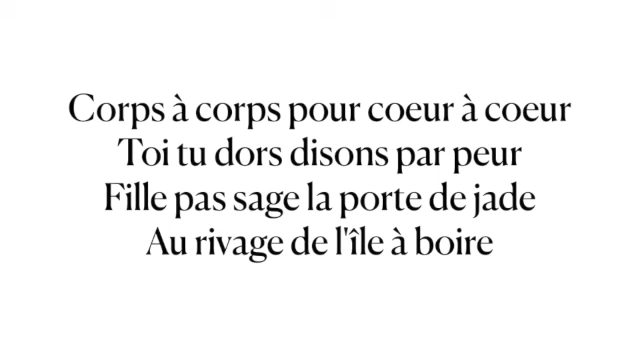 Corps à corps pour coeur à coeur
Toi tu dors disons par peur
Fille pas sage la porte de jade
Au rivage de l'île à boire